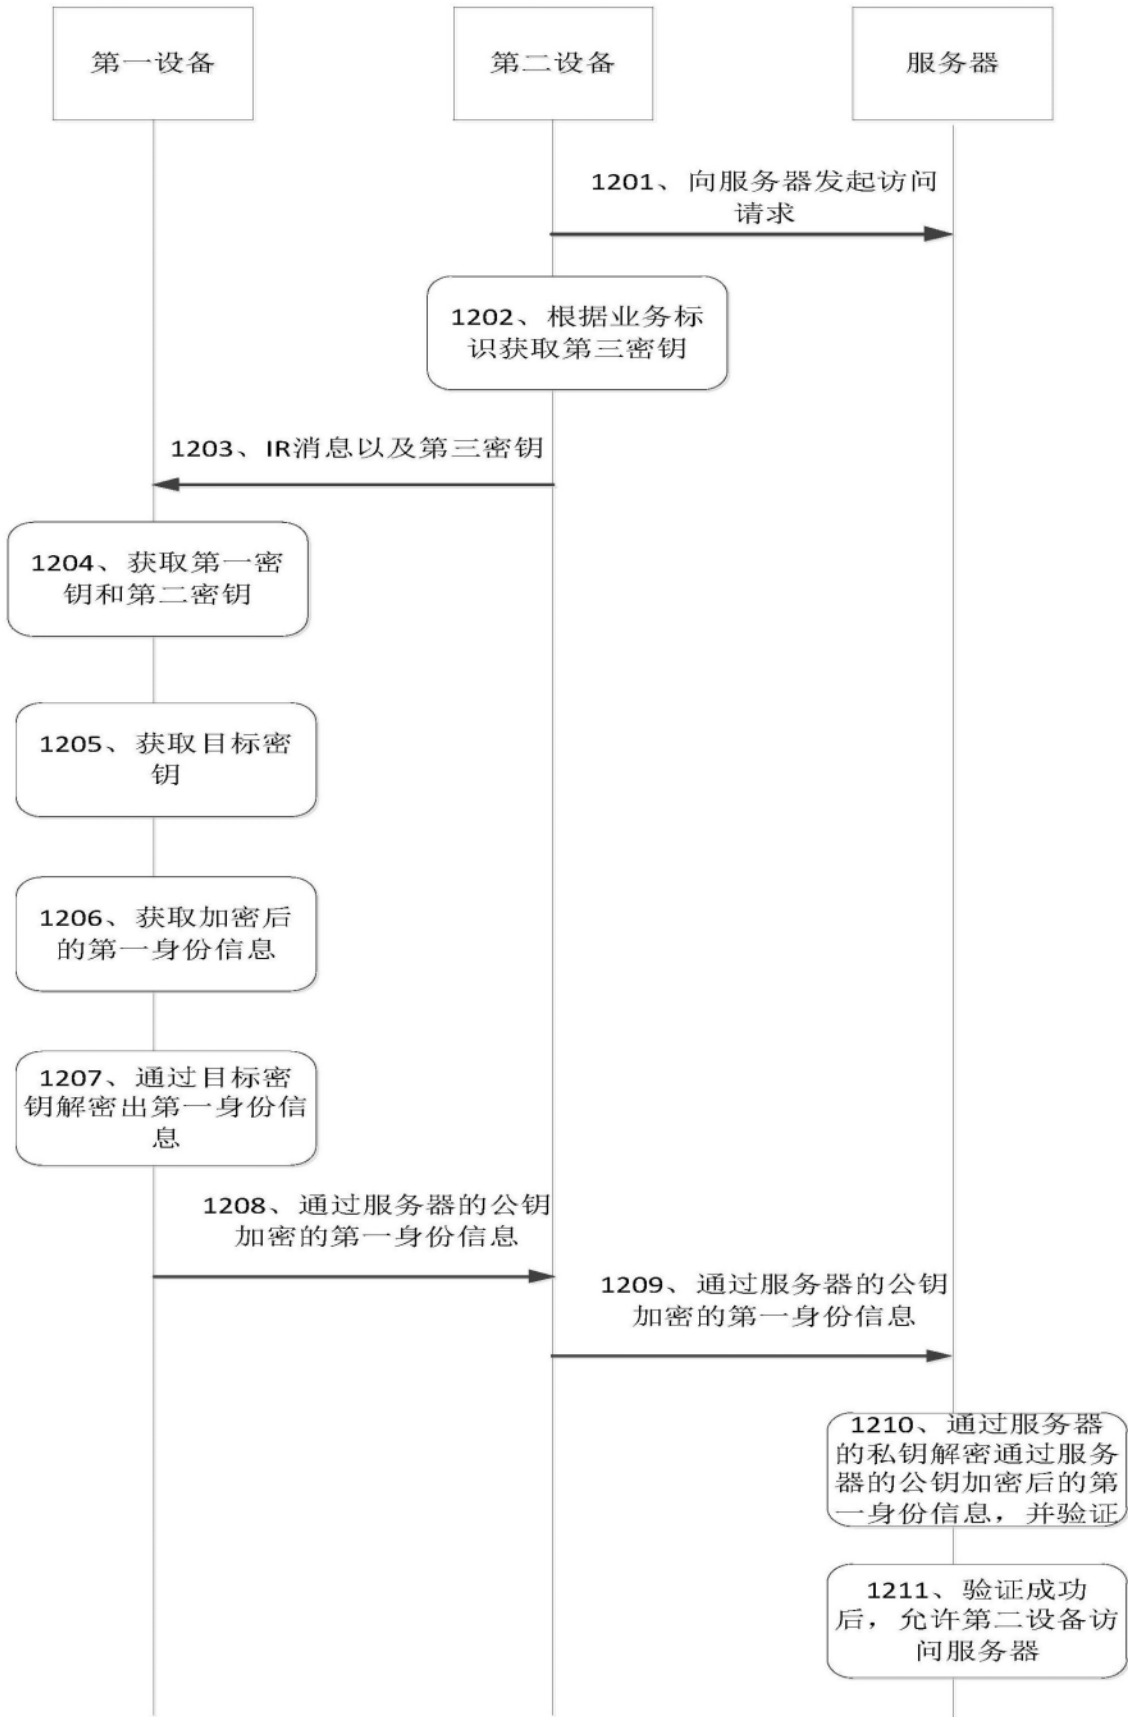 第一设备
第二设备
服务器
1201、向服务器发起访问
请求
1202、根据业务标
识获取第三密钥
1203、IR消息以及第三密钥
1204、获取第一密
钥和第二密钥
1205、获取目标密
钥
1206、获取加密后
的第一身份信息
1207、通过目标密
钥解密出第一身份信
息
1208、通过服务器的公钥
加密的第一身份信息
1209、通过服务器的公钥
加密的第一身份信息
1210、通过服务器
的私钥解密通过服务
器的公钥加密后的第
一身份信息，并验证
1211、验证成功
后，允许第二设备访
问服务器